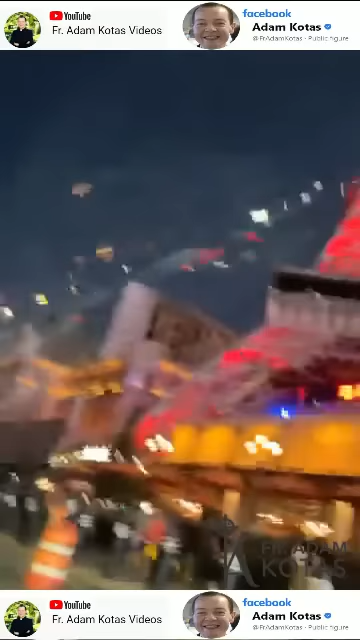 YouTube
Fr. Adam Kotas Videos
facebook
Adam Kotas
@FrAdamKotas - Public figure
FR. ADAM
KOTAS
YouTube
Fr. Adam Kotas Videos
facebook
Adam Kotas
@FrAdamKotas - Public figure